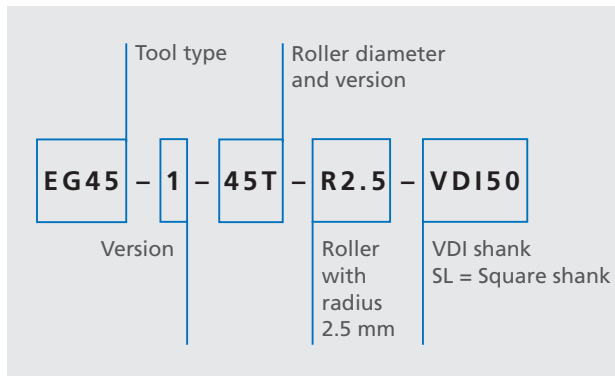 Tool type
Roller diameter
and version
EG45 – 1 – 45T – R2.5 – VDI50
Version
Roller
with
radius
2.5 mm
VDI shank
SL = Square shank